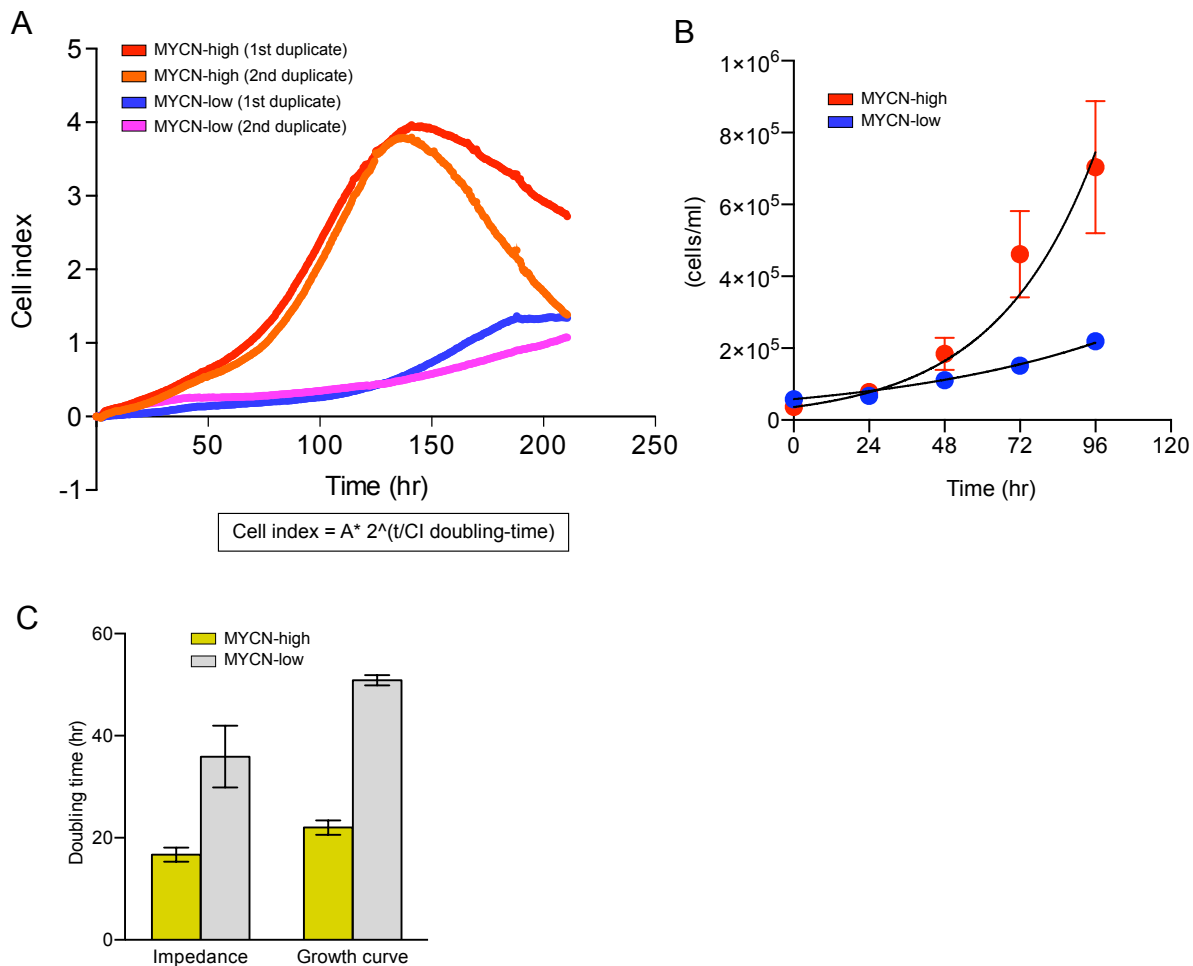 A
MYCN-high (1st duplicate)
MYCN-high (2nd duplicate)
MYCN-low (1st duplicate)
MYCN-low (2nd duplicate)
5
4
3
2
1
0
-1
Cell index
50 100 150 200 250
Time (hr)
Cell index = A* 2^(t/CI doubling-time)
B
MYCN-high
MYCN-low
1×10⁶
8×10⁵
6×10⁵
4×10⁵
2×10⁵
0
(cells/ml)
0 24 48 72 96 120
Time (hr)
C
MYCN-high
MYCN-low
60
40
20
0
Doubling time (hr)
Impedance Growth curve